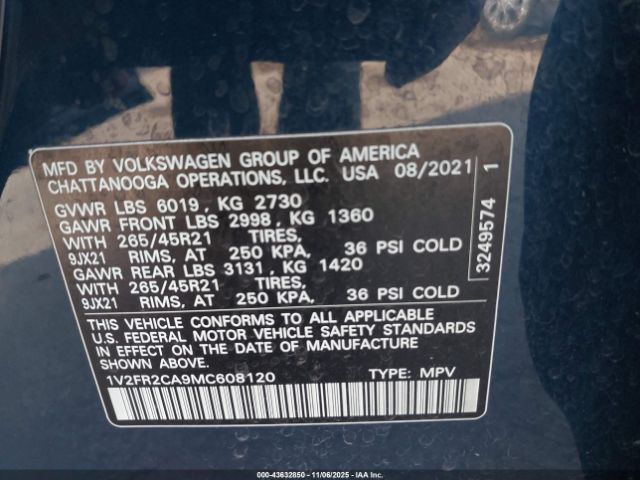 MFD BY VOLKSWAGEN GROUP OF AMERICA
CHATTANOOGA OPERATIONS, LLC. USA 08/2021
GVWR LBS 6019 , KG 2730
GAWR FRONT LBS 2998 , KG 1360
WITH 265/45R21 TIRES,
9JX21 RIMS, AT 250 KPA, 36 PSI COLD
GAWR REAR LBS 3131 , KG 1420
WITH 265/45R21 TIRES,
9JX21 RIMS, AT 250 KPA, 36 PSI COLD
THIS VEHICLE CONFORMS TO ALL APPLICABLE
U.S. FEDERAL MOTOR VEHICLE SAFETY STANDARDS
IN EFFECT ON THE DATE OF MANUFACTURE
SHOWN ABOVE.
1V2FR2CA9MC608120 TYPE: MPV
3249574 1
000-43632850 - 11/06/2025 - IAA Inc.